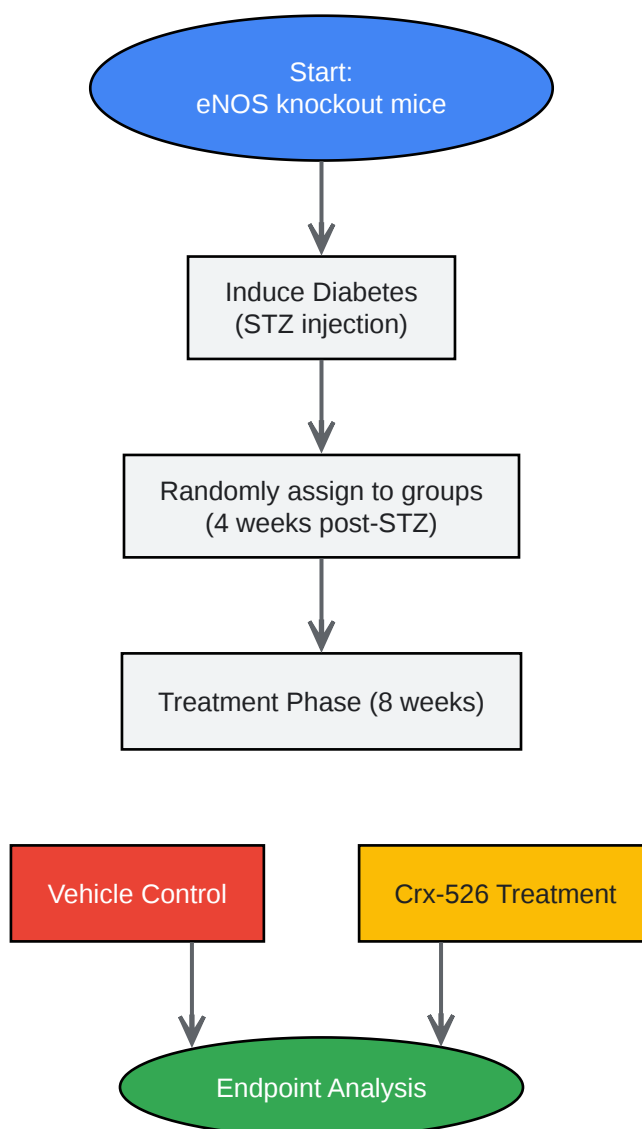 Start:
eNOS knockout mice
Induce Diabetes
(STZ injection)
Randomly assign to groups
(4 weeks post-STZ)
Treatment Phase (8 weeks)
Vehicle Control
Crx-526 Treatment
Endpoint Analysis